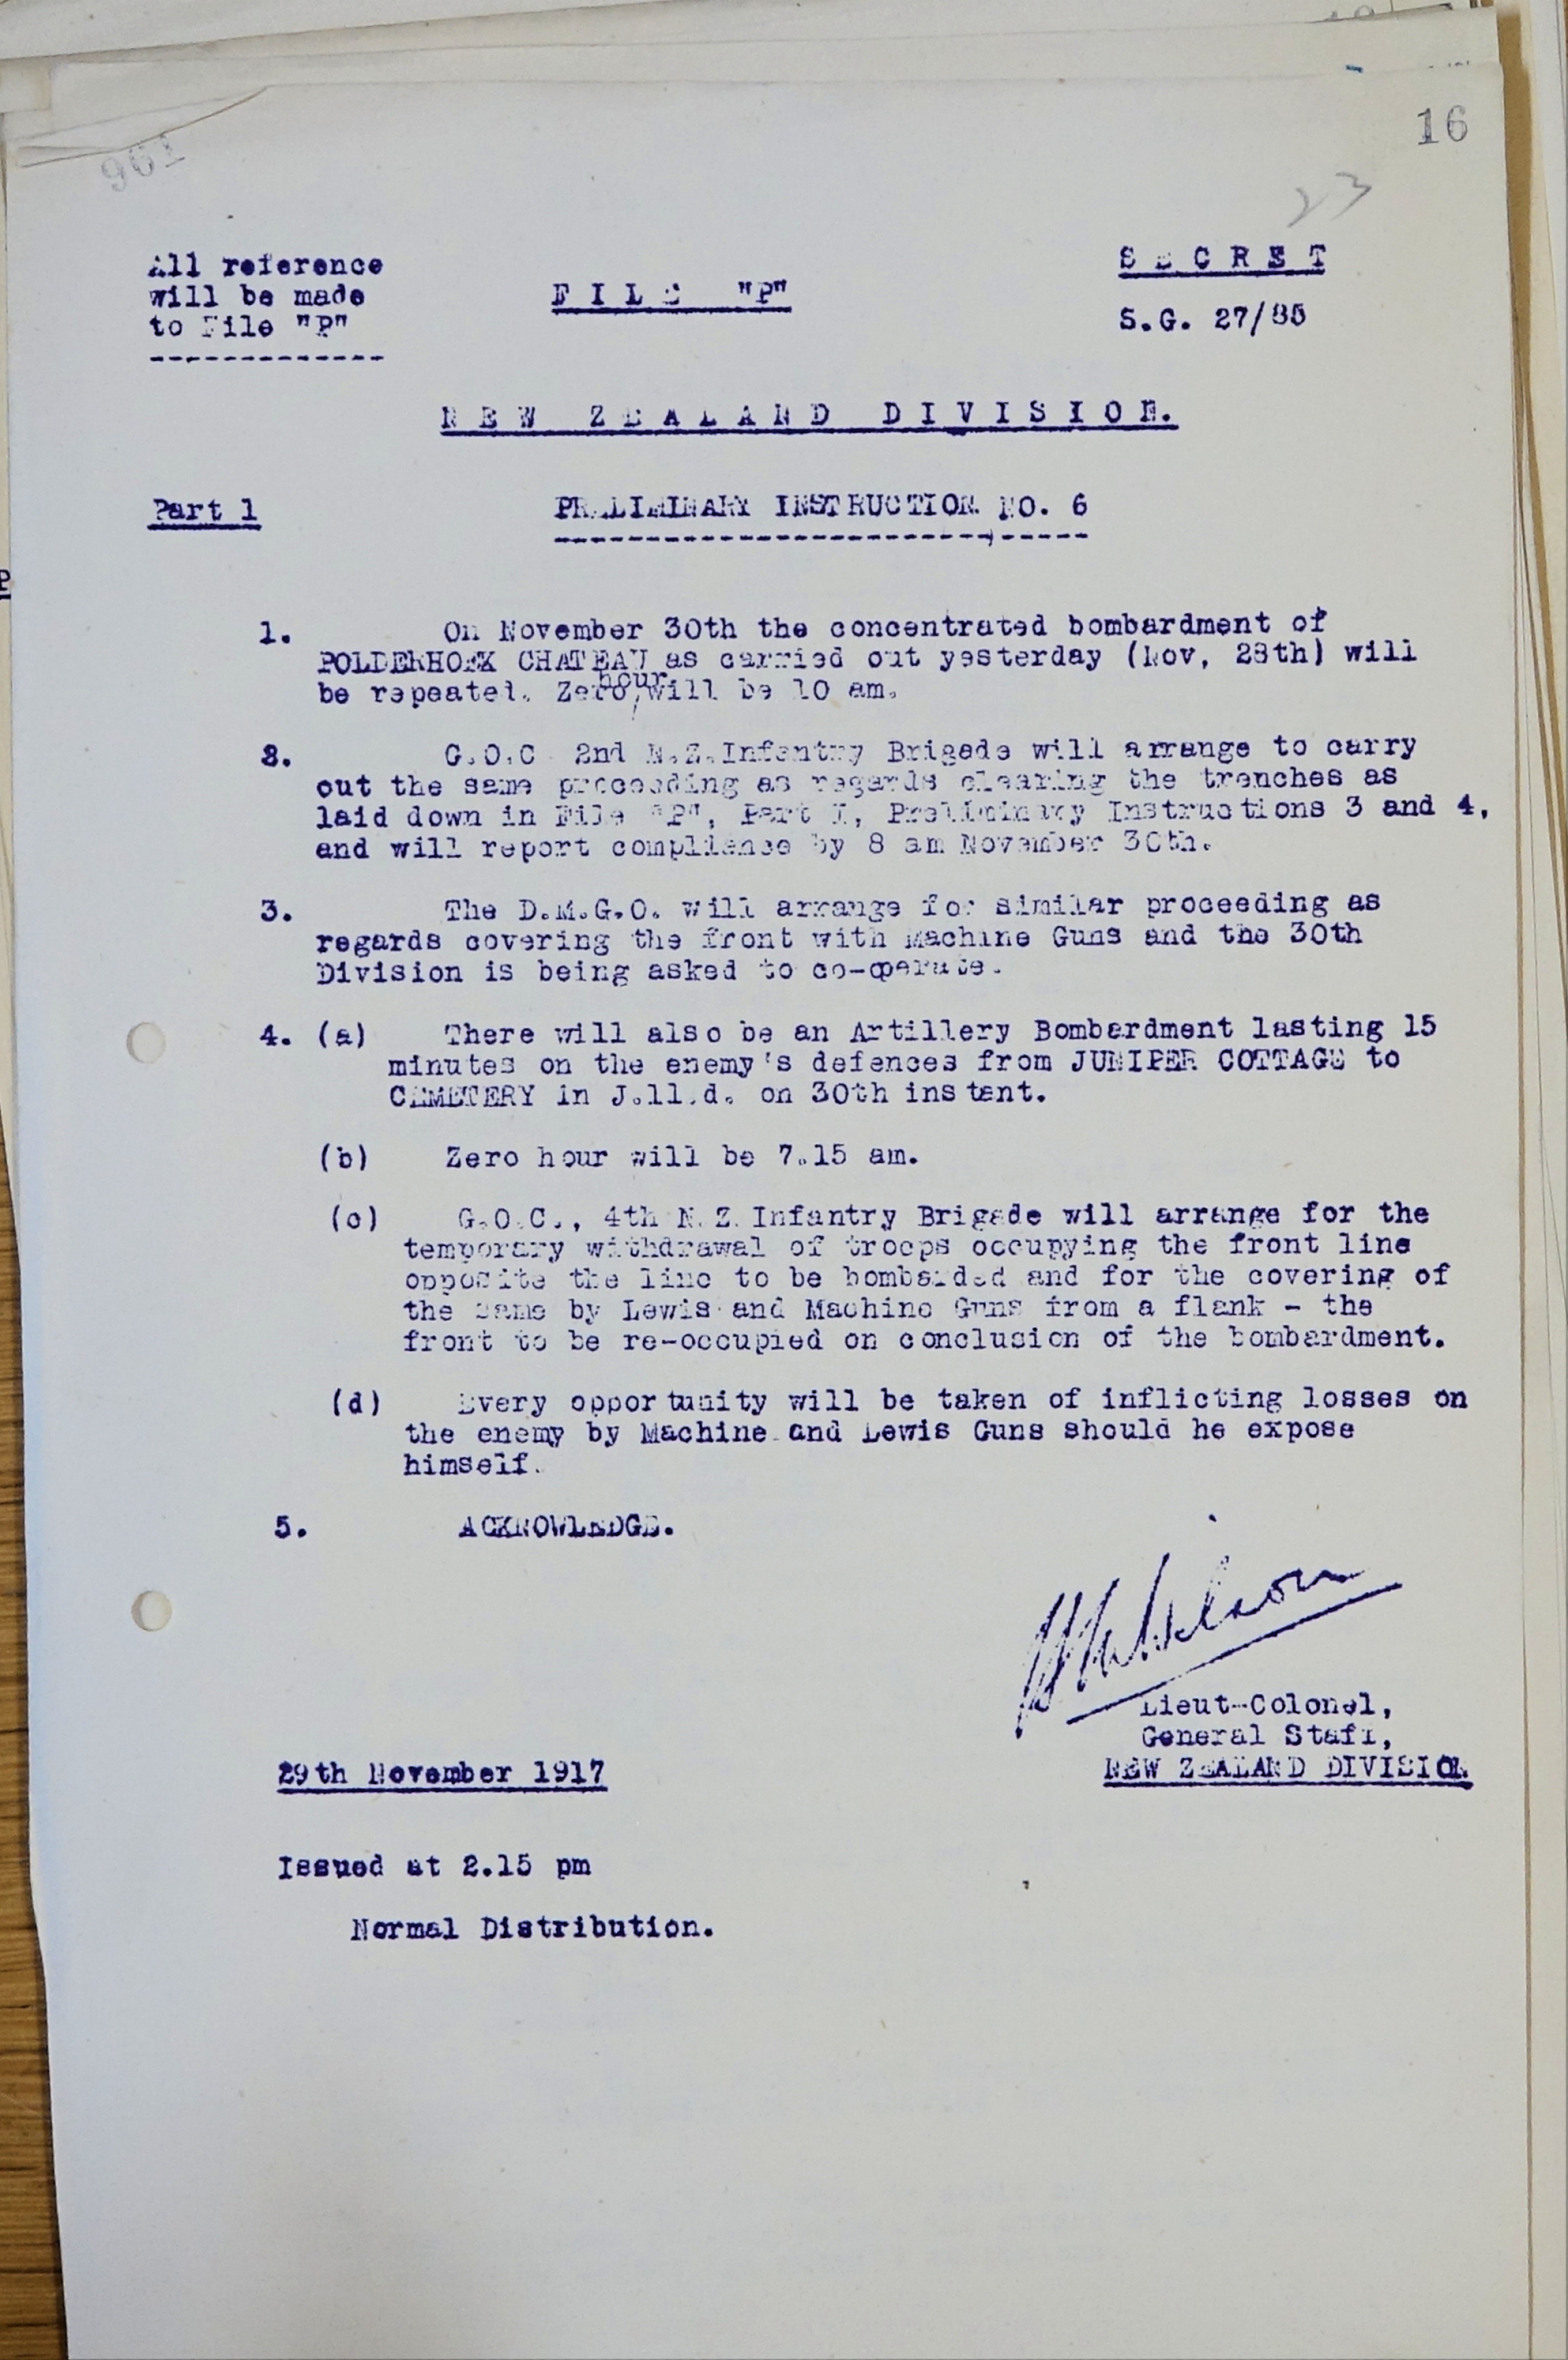 16
961
23
All reference
will be made
to File "P"
FILE "P"
SECRET
S.G. 27/85
NEW ZEALAND DIVISION.
Part 1
PRELIMINARY INSTRUCTION NO. 6
1. On November 30th the concentrated bombardment of
POLDERHOEK CHATEAU as carried out yesterday (Nov, 28th) will
hour
be repeated. Zero will be 10 am.
2. G.O.C 2nd N.Z.Infantry Brigade will arrange to carry
out the same proceeding as regards clearing the trenches as
laid down in File "P", Part I, Preliminary Instructions 3 and 4,
and will report compliance by 8 am November 30th.
3. The D.M.G.O. will arrange for similar proceeding as
regards covering the front with Machine Guns and the 30th
Division is being asked to co-operate.
4. (a) There will also be an Artillery Bombardment lasting 15
minutes on the enemy's defences from JUNIPER COTTAGE to
CEMETERY in J.11.d. on 30th instant.
(b) Zero hour will be 7.15 am.
(c) G.O.C., 4th N.Z. Infantry Brigade will arrange for the
temporary withdrawal of troops occupying the front line
opposite the line to be bombarded and for the covering of
the same by Lewis and Machine Guns from a flank - the
front to be re-occupied on conclusion of the bombardment.
(d) Every opportunity will be taken of inflicting losses on
the enemy by Machine and Lewis Guns should he expose
himself.
5. ACKNOWLEDGE.
Lieut-Colonel,
General Staff,
NEW ZEALAND DIVISION
29th November 1917
Issued at 2.15 pm
Normal Distribution.